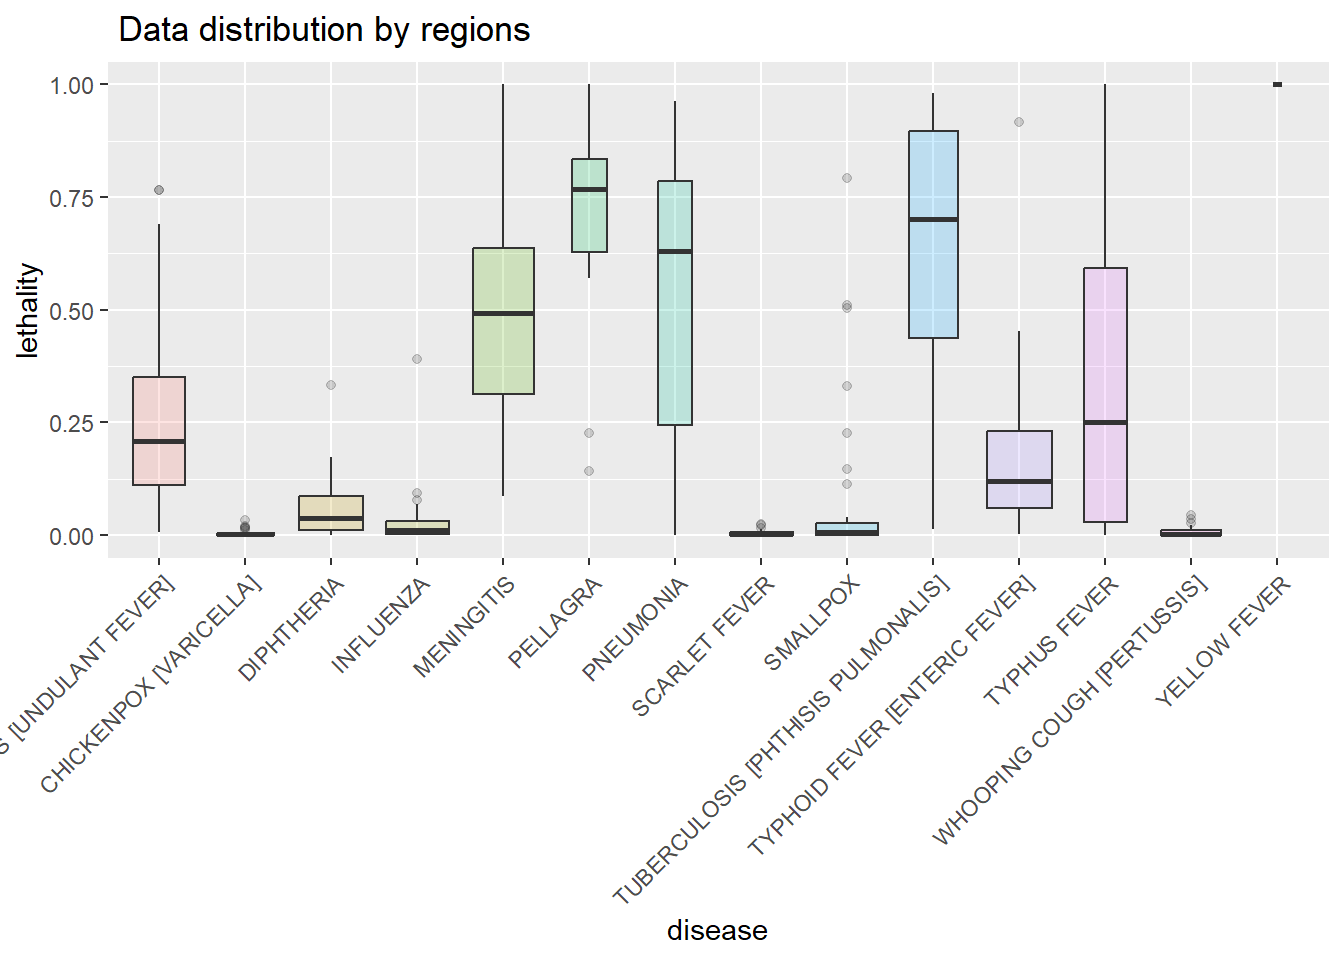 Data distribution by regions
lethality
1.00
0.75
0.50
0.25
0.00
S [UNDULANT FEVER]
CHICKENPOX [VARICELLA]
DIPHTHERIA
INFLUENZA
MENINGITIS
PELLAGRA
PNEUMONIA
SCARLET FEVER
SMALLPOX
TUBERCULOSIS [PHTHISIS PULMONALIS]
TYPHOID FEVER [ENTERIC FEVER]
TYPHUS FEVER
WHOOPING COUGH [PERTUSSIS]
YELLOW FEVER
disease